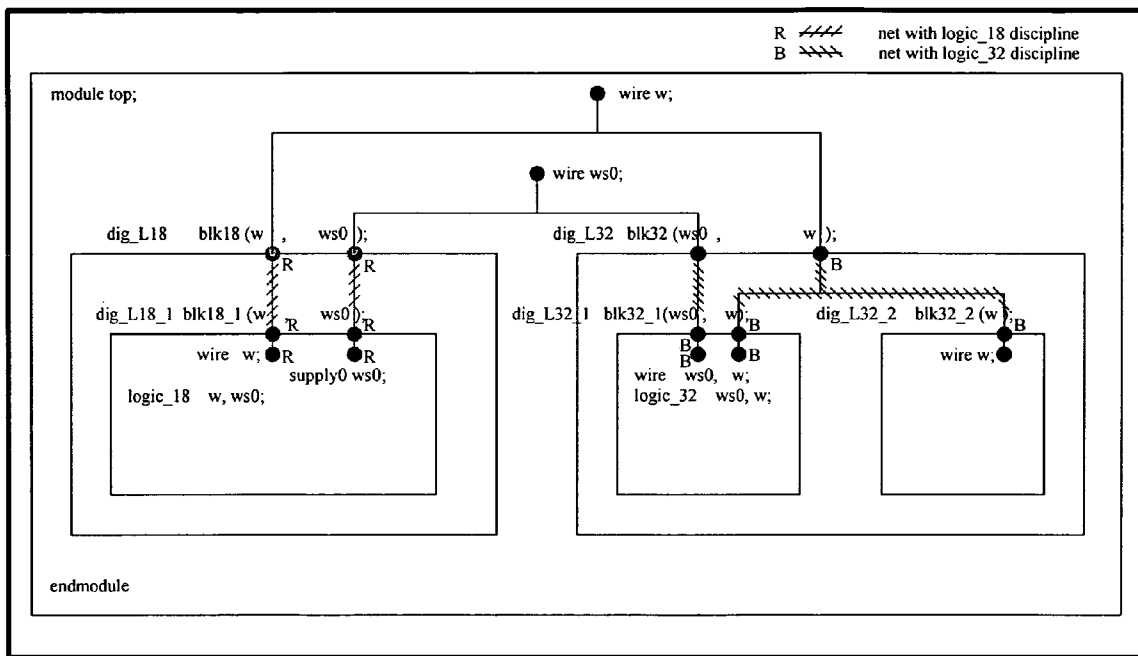 R net with logic_18 discipline
B net with logic_32 discipline
module top;
wire w;
wire ws0;
dig_L18 blk18 (w , ws0 );
dig_L32 blk32 (ws0 , w );
R R B
dig_L18_1 blk18_1 (w , ws0 );
dig_L32_1 blk32_1(ws0, w);
dig_L32_2 blk32_2 (w );
R R B B B
wire w; R R
B B
wire w;
supply0 ws0;
wire ws0, w;
logic_18 w, ws0;
logic_32 ws0, w;
endmodule